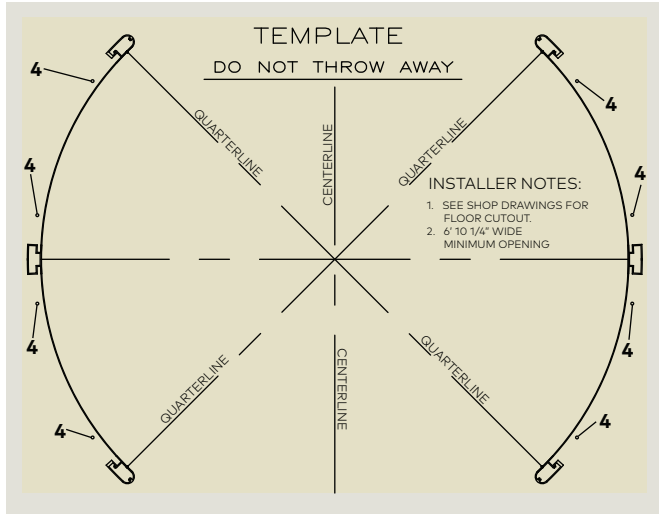 TEMPLATE
DO NOT THROW AWAY
4
4
QUARTERLINE
CENTERLINE
QUARTERLINE
4
4
INSTALLER NOTES:
1. SEE SHOP DRAWINGS FOR
FLOOR CUTOUT.
2. 6' 10 1/4" WIDE
MINIMUM OPENING
4
4
QUARTERLINE
CENTERLINE
QUARTERLINE
4
4